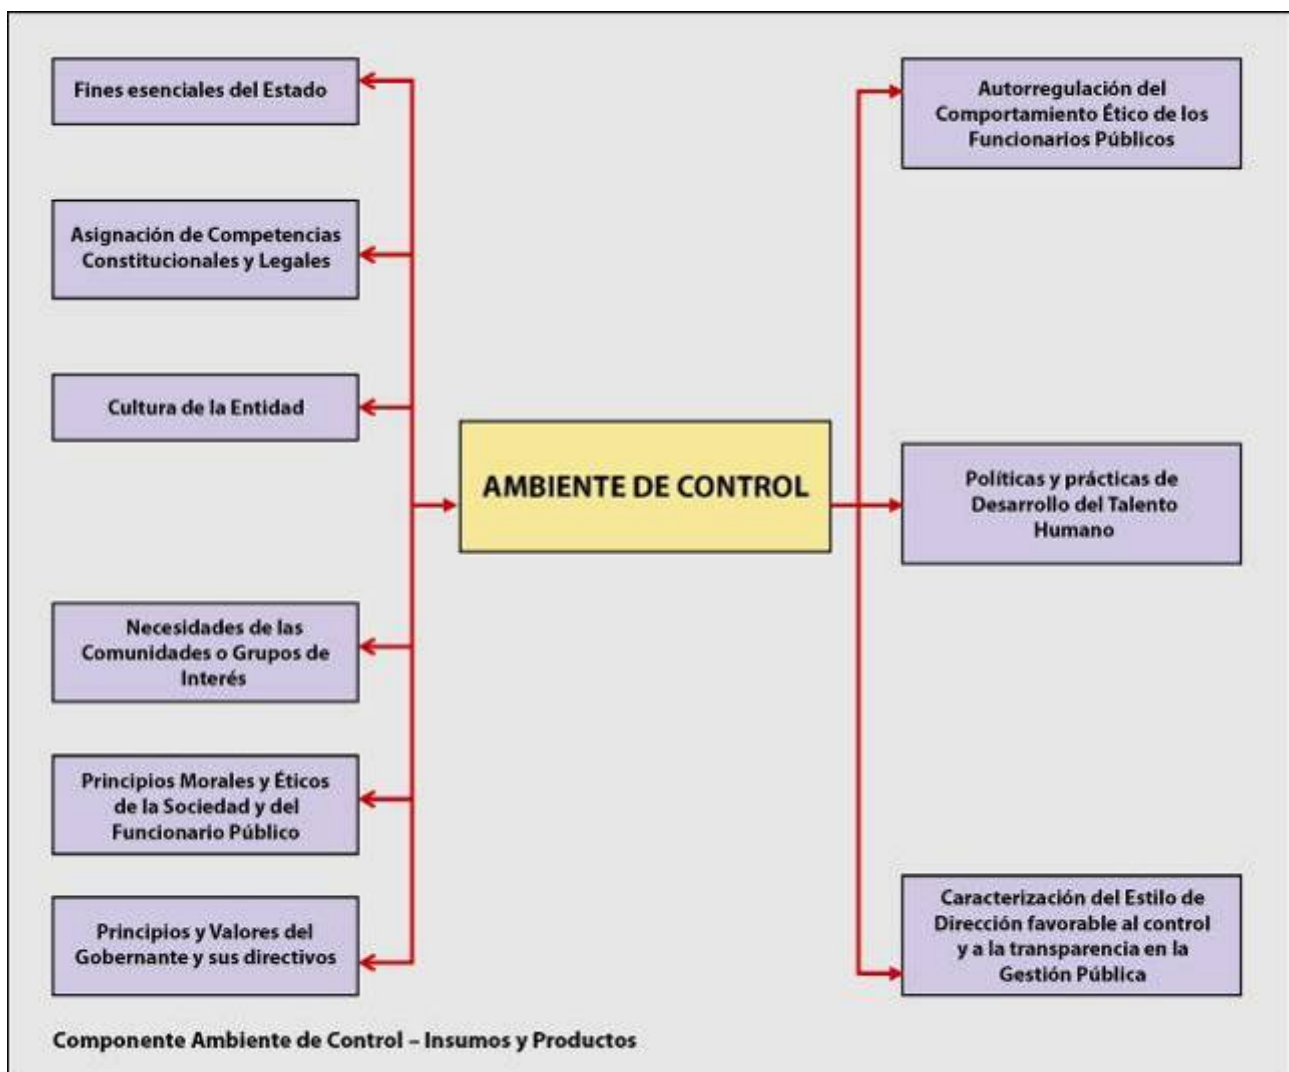 Fines esenciales del Estado
Asignación de Competencias
Constitucionales y Legales
Cultura de la Entidad
Necesidades de las
Comunidades o Grupos de
Interés
Principios Morales y Éticos
de la Sociedad y del
Funcionario Público
Principios y Valores del
Gobernante y sus directivos
AMBIENTE DE CONTROL
Autorregulación del
Comportamiento Ético de los
Funcionarios Públicos
Políticas y prácticas de
Desarrollo del Talento
Humano
Caracterización del Estilo de
Dirección favorable al control
y a la transparencia en la
Gestión Pública
Componente Ambiente de Control – Insumos y Productos